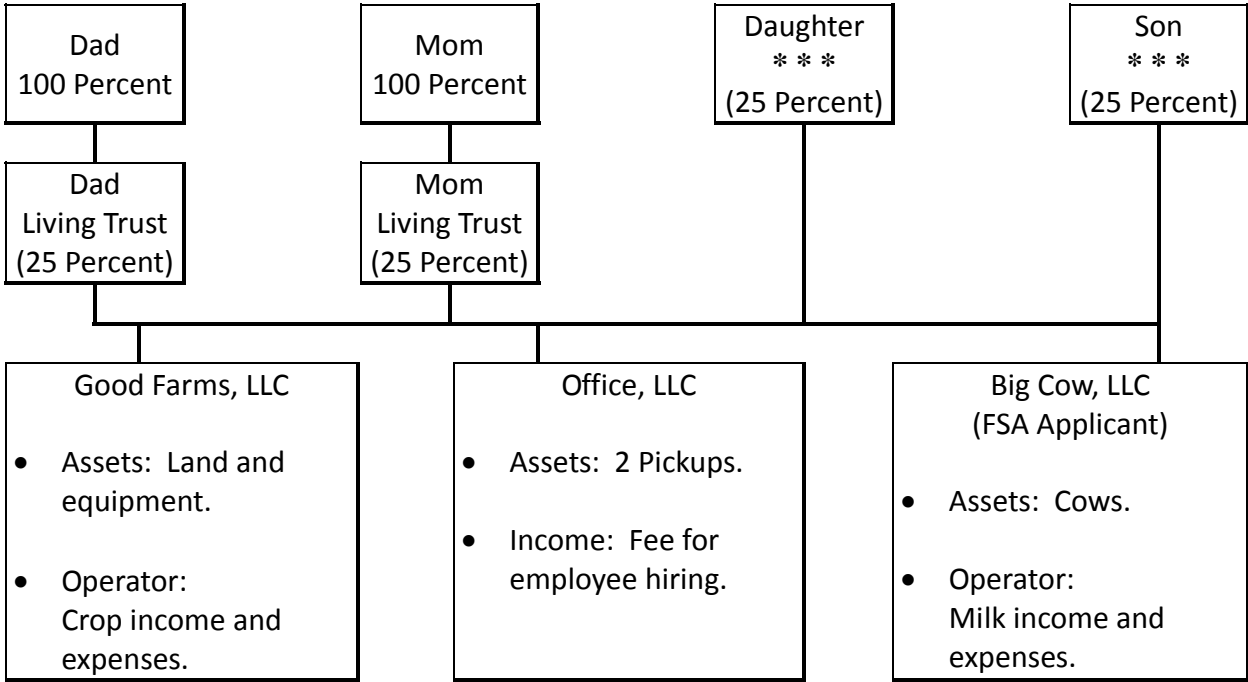 Dad
100 Percent
Mom
100 Percent
Daughter
* * *
(25 Percent)
Son
* * *
(25 Percent)
Dad
Living Trust
(25 Percent)
Mom
Living Trust
(25 Percent)
Good Farms, LLC
• Assets: Land and
equipment.
• Operator:
Crop income and
expenses.
Office, LLC
• Assets: 2 Pickups.
• Income: Fee for
employee hiring.
Big Cow, LLC
(FSA Applicant)
• Assets: Cows.
• Operator:
Milk income and
expenses.